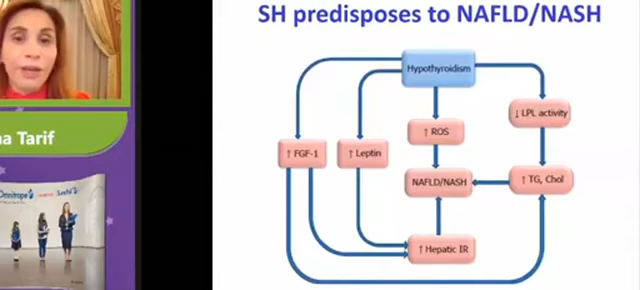 SH predisposes to NAFLD/NASH
Hypothyroidism
↓ LPL activity
↑ ROS
↑ FGF-1
↑ Leptin
NAFLD/NASH
↑ TG, Chol
↑ Hepatic IR
a Tarif
Omnitrope